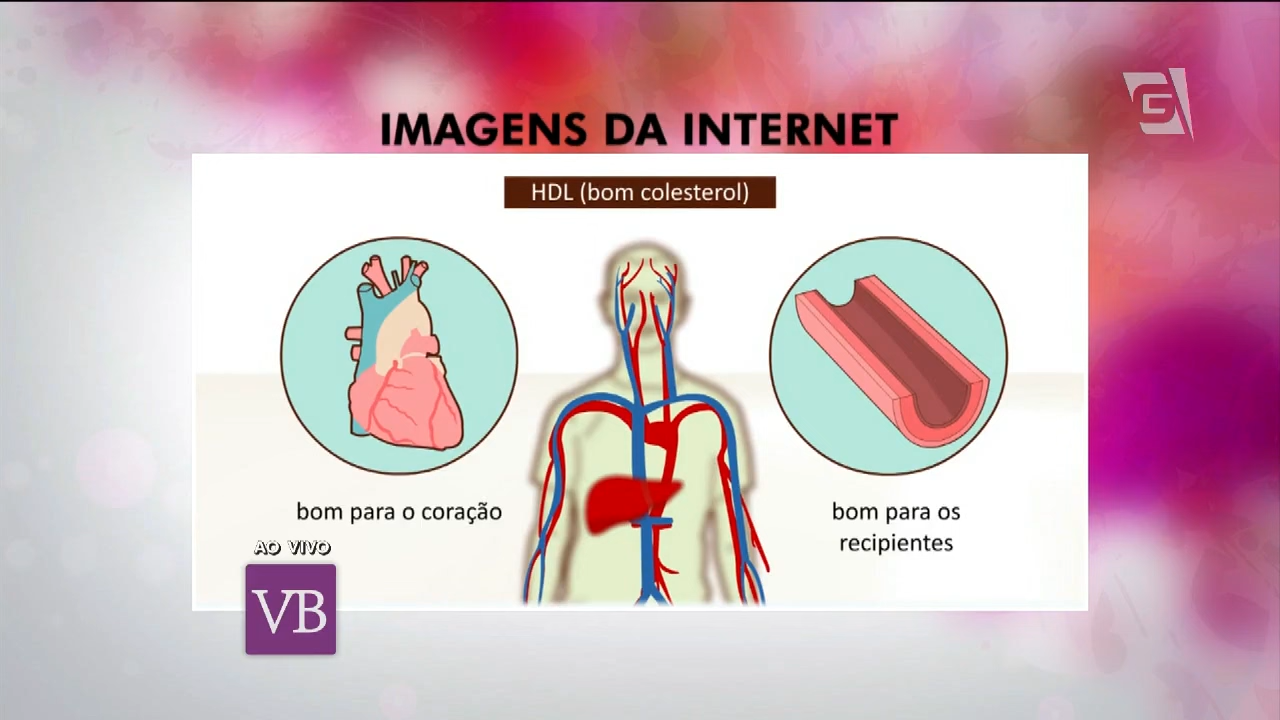 IMAGENS DA INTERNET
HDL (bom colesterol)
bom para o coração
bom para os
recipientes
AO VIVO
VB